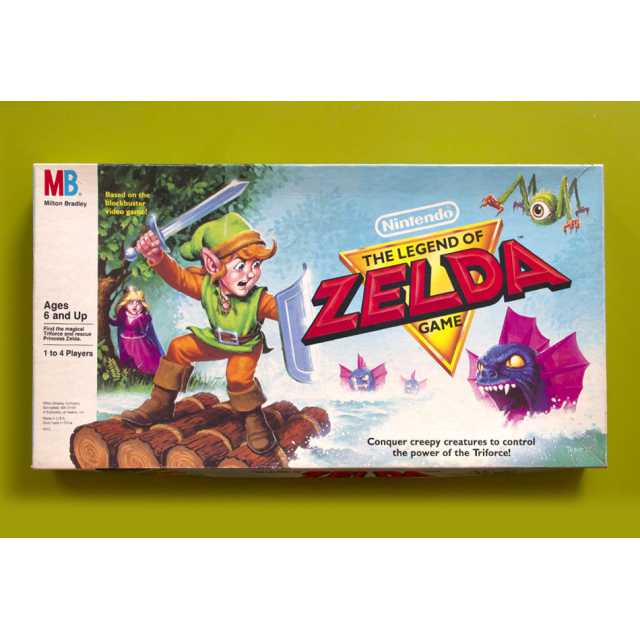 MB®
Milton Bradley
Based on the
blockbuster
video game!
Nintendo
THE LEGEND OF
ZELDA™
GAME
Ages
6 and Up
Find the magical
Triforce and rescue
Princess Zelda.
1 to 4 Players
Conquer creepy creatures to control
the power of the Triforce!